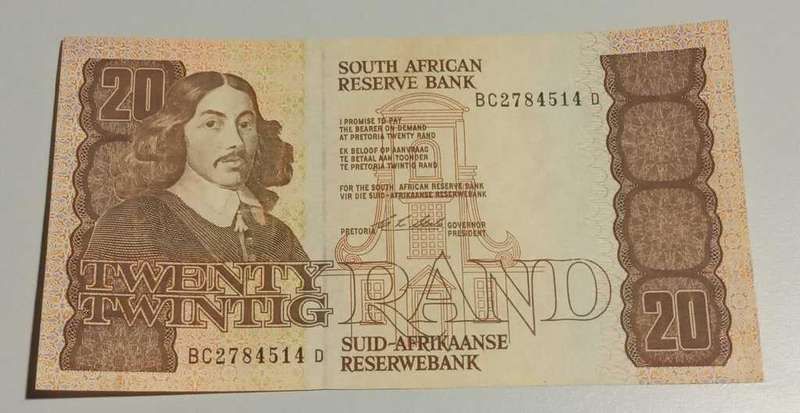 20
SOUTH AFRICAN
RESERVE BANK
BC2784514 D
I PROMISE TO PAY
THE BEARER ON DEMAND
AT PRETORIA TWENTY RAND
EK BELOOF OP AANVRAAG
TE BETAAL AAN TOONDER
TE PRETORIA TWINTIG RAND
FOR THE SOUTH AFRICAN RESERVE BANK
VIR DIE SUID-AFRIKAANSE RESERWEBANK
PRETORIA GOVERNOR
PRESIDENT
TWENTY
TWINTIG RAND
20
BC2784514 D
SUID-AFRIKAANSE
RESERWEBANK